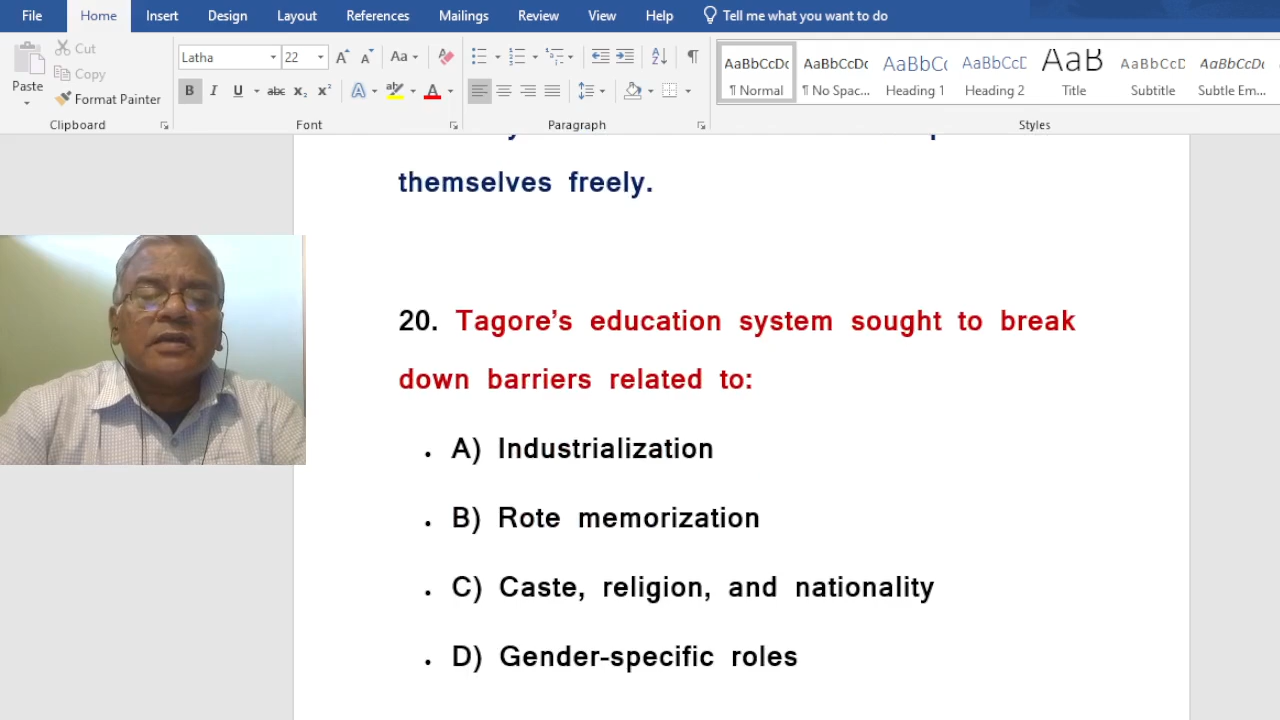 File Home Insert Design Layout References Mailings Review View Help Tell me what you want to do
Cut
Copy
Paste
Format Painter
Clipboard
Latha 22
Font
Paragraph
AaBbCcDc AaBbCcDc AaBbCc AaBbCcD AaB AaBbCcD AaBbCcDc
¶ Normal ¶ No Spac... Heading 1 Heading 2 Title Subtitle Subtle Em...
Styles
themselves freely.
20. Tagore’s education system sought to break
down barriers related to:
• A) Industrialization
• B) Rote memorization
• C) Caste, religion, and nationality
• D) Gender-specific roles